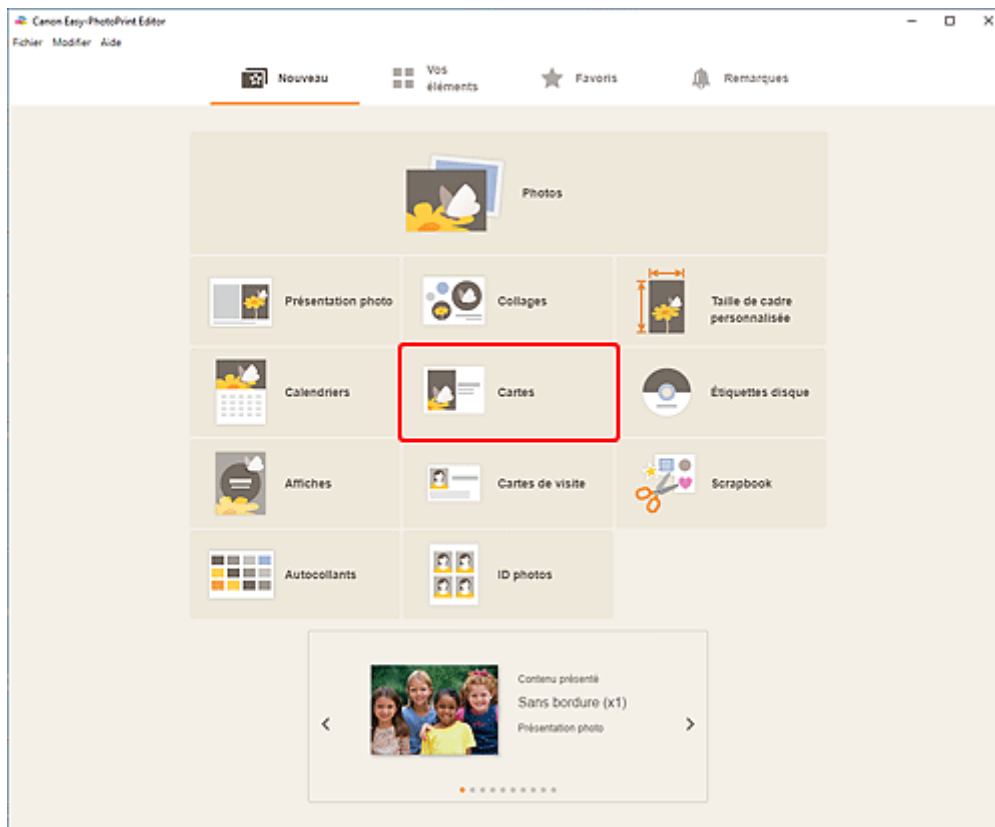 Canon Easy-PhotoPrint Editor
Fichier Modifier Aide
Nouveau
Vos
éléments
Favoris
Remarques
Photos
Présentation photo
Collages
Taille de cadre
personnalisée
Calendriers
Cartes
Étiquettes disque
Affiches
Cartes de visite
Scrapbook
Autocollants
ID photos
Contenu présenté
Sans bordure (x1)
Présentation photo